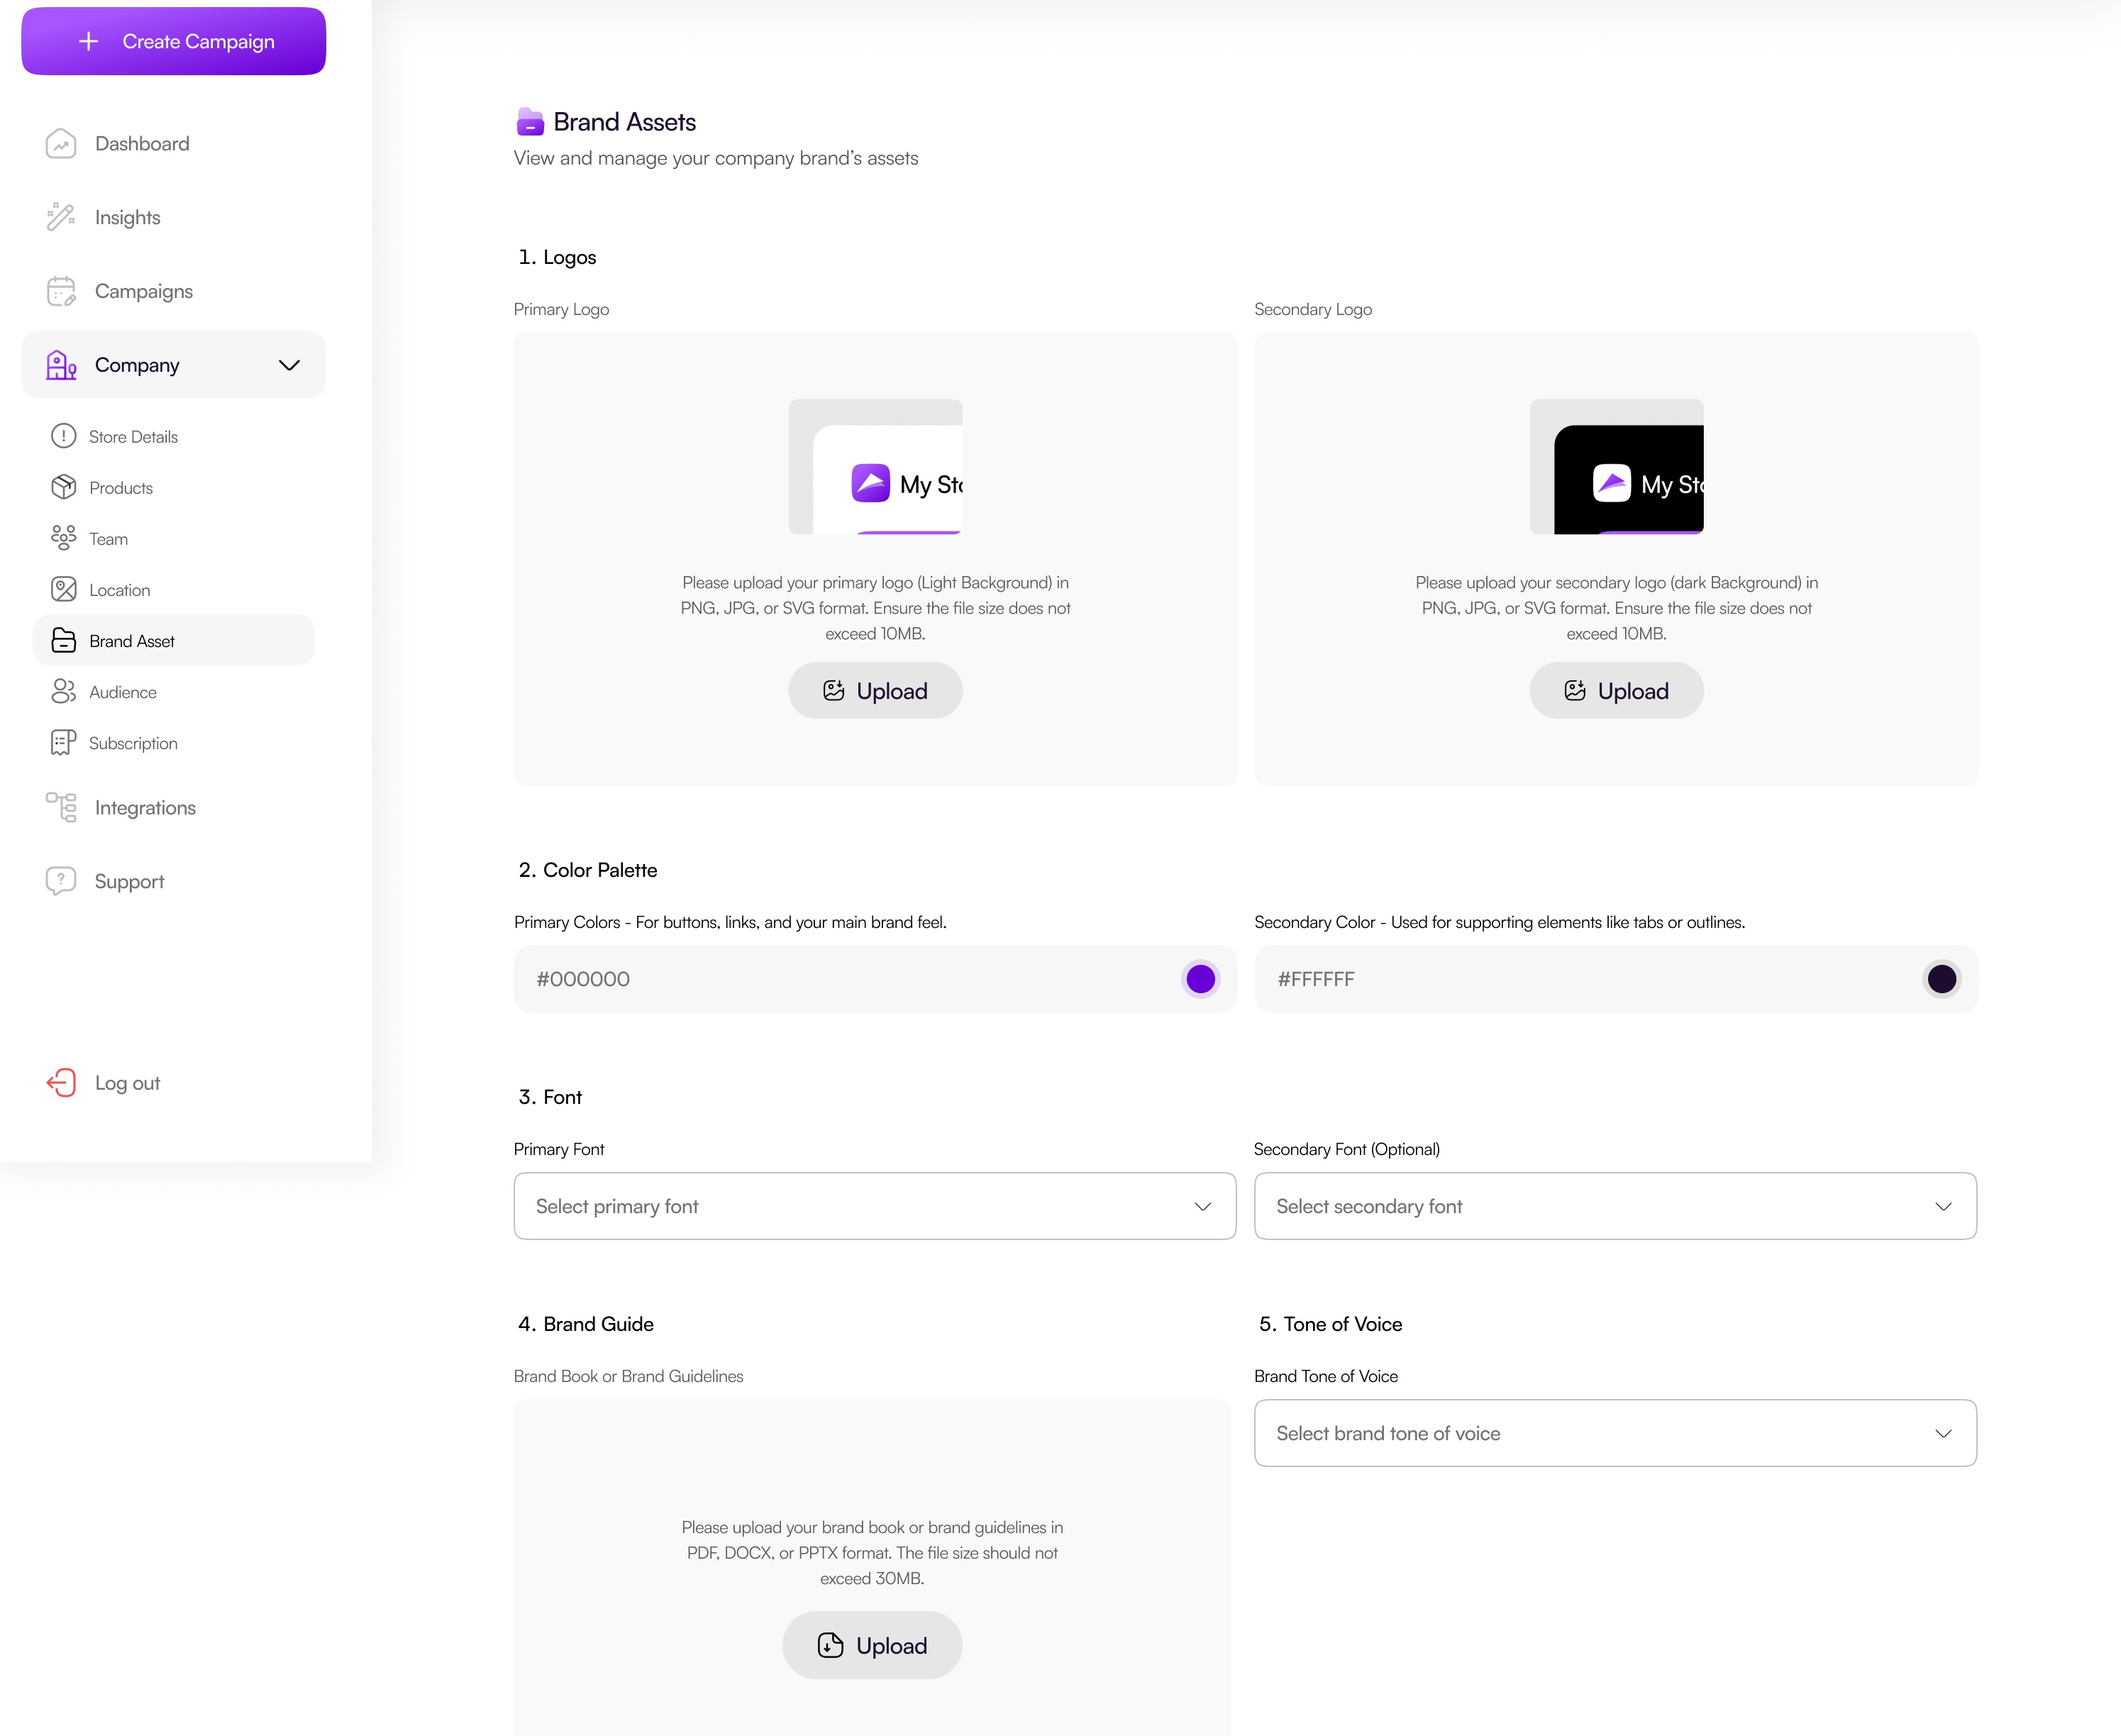 Create Campaign
Dashboard
Insights
Campaigns
Company
Store Details
Products
Team
Location
Brand Asset
Audience
Subscription
Integrations
Support
Log out
Brand Assets
View and manage your company brand’s assets
1. Logos
Primary Logo
My Sto
Please upload your primary logo (Light Background) in
PNG, JPG, or SVG format. Ensure the file size does not
exceed 10MB.
Upload
Secondary Logo
My Sto
Please upload your secondary logo (dark Background) in
PNG, JPG, or SVG format. Ensure the file size does not
exceed 10MB.
Upload
2. Color Palette
Primary Colors - For buttons, links, and your main brand feel.
#000000
Secondary Color - Used for supporting elements like tabs or outlines.
#FFFFFF
3. Font
Primary Font
Select primary font
Secondary Font (Optional)
Select secondary font
4. Brand Guide
Brand Book or Brand Guidelines
Please upload your brand book or brand guidelines in
PDF, DOCX, or PPTX format. The file size should not
exceed 30MB.
Upload
5. Tone of Voice
Brand Tone of Voice
Select brand tone of voice